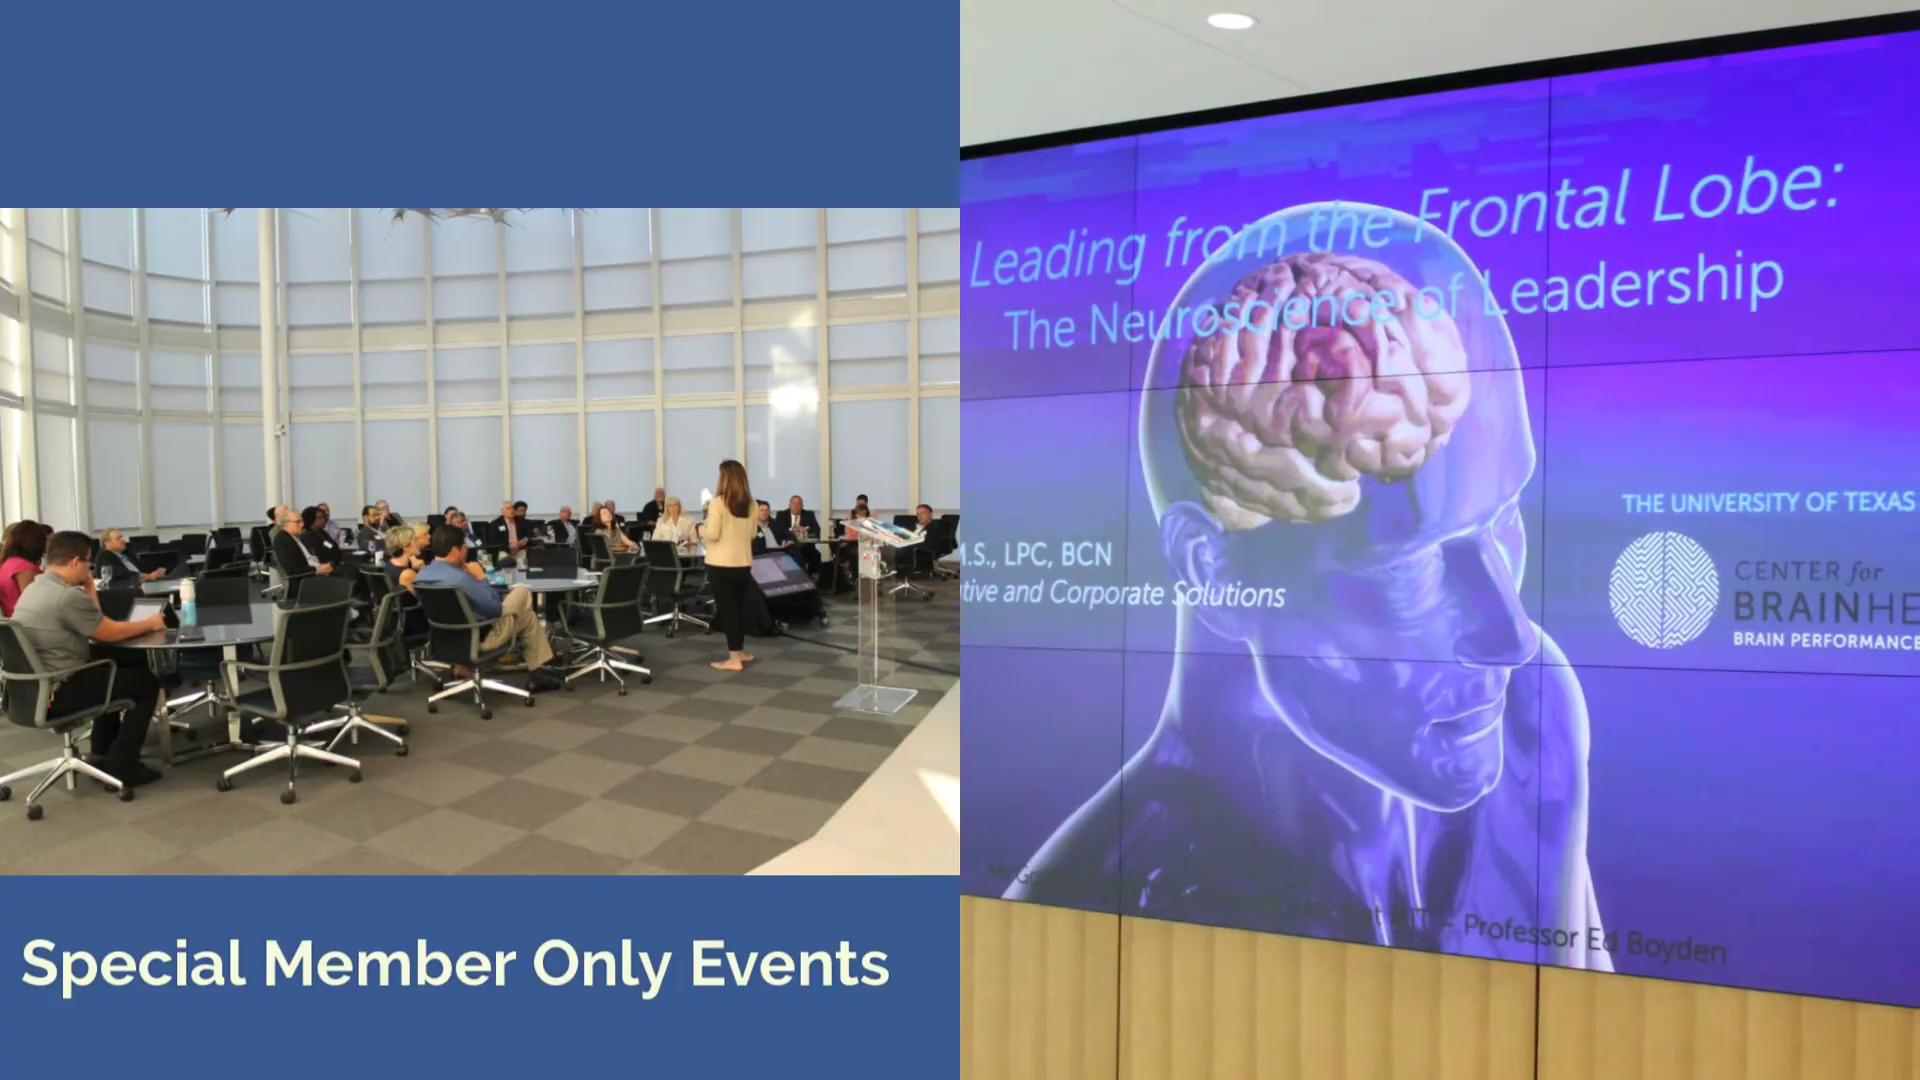 Special Member Only Events
Leading from the Frontal Lobe:
The Neuroscience of Leadership
THE UNIVERSITY OF TEXAS
M.S., LPC, BCN
tive and Corporate Solutions
CENTER for
BRAINHE
BRAIN PERFORMANCE
– Professor Ed Boyden